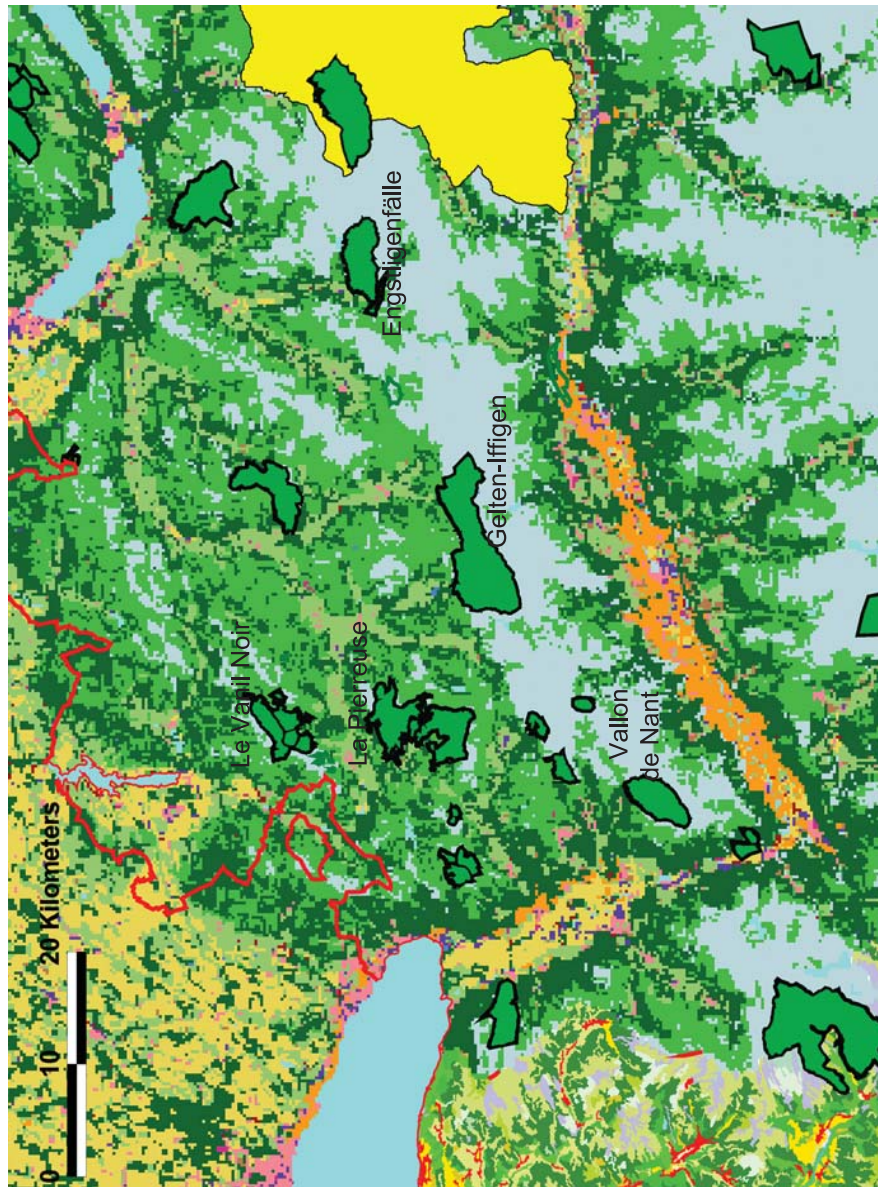 0 10 20 Kilometers
Le Vanil Noir
La Pierreuse
Engstligenfälle
Gelten-Iffigen
Vallon
de Nant